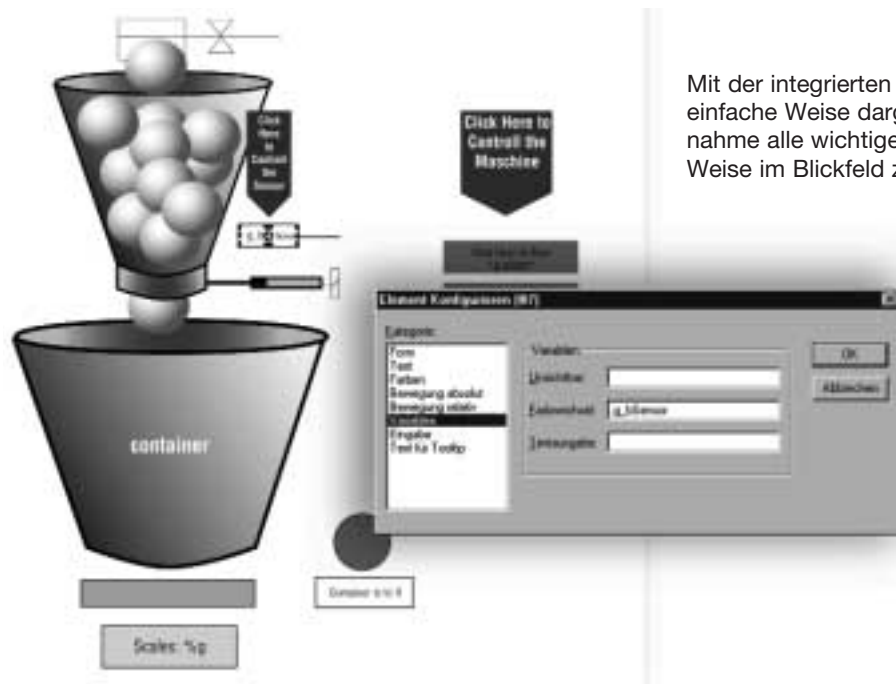 Mit der integrierten
einfache Weise darg
nahme alle wichtige
Weise im Blickfeld z
Click
Here
to
Controll
the
Sensor
Click Here to
Controll the
Maschine
Element Konfigurieren
Kategorie:
Form
Text
Farben
Bewegung absolut
Bewegung relativ
Variablen
Eingabe
Text für Tooltip
Variablen
Unsichtbar:
Farbwechsel:
Textausgabe:
OK
Abbrechen
container
Scales: %g